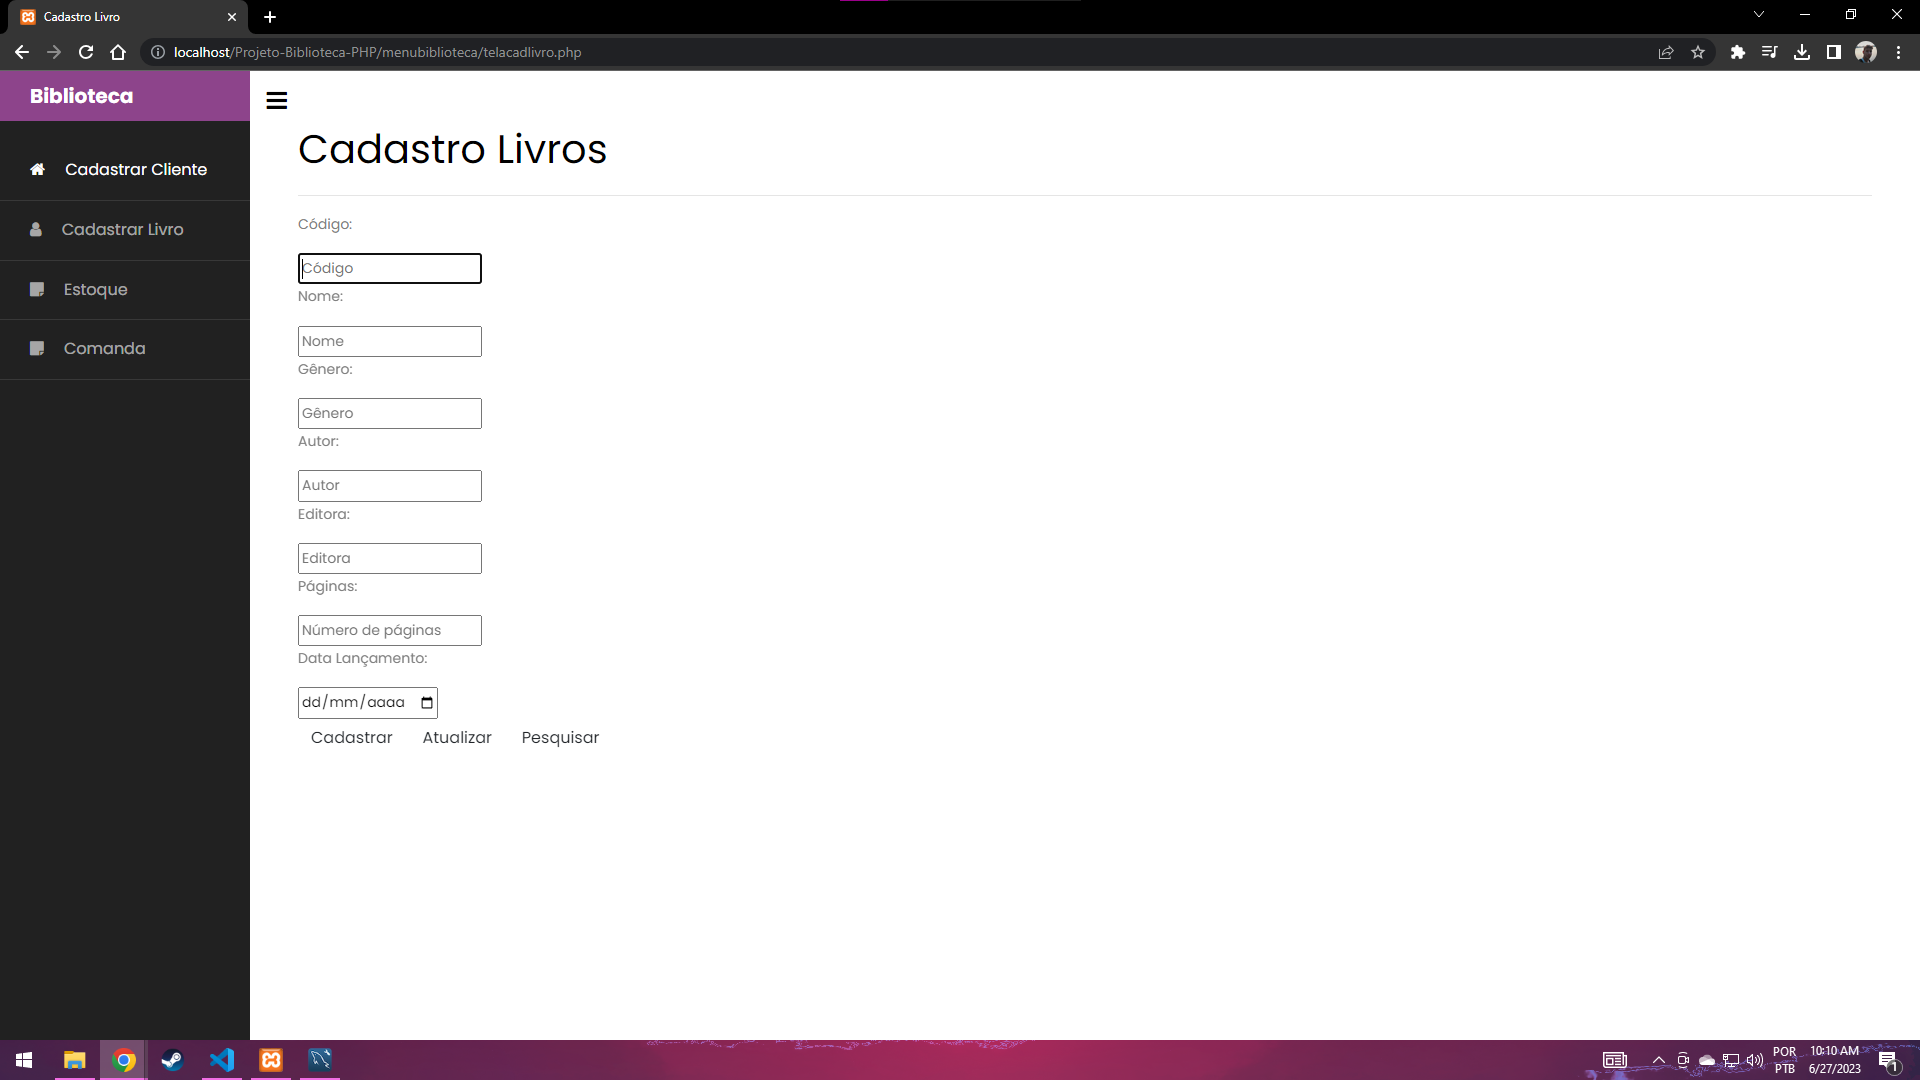 Cadastro Livro
localhost/Projeto-Biblioteca-PHP/menubiblioteca/telacadlivro.php
Biblioteca
Cadastrar Cliente
Cadastrar Livro
Estoque
Comanda
Cadastro Livros
Código:
Código
Nome:
Nome
Gênero:
Gênero
Autor:
Autor
Editora:
Editora
Páginas:
Número de páginas
Data Lançamento:
dd/mm/aaaa
Cadastrar Atualizar Pesquisar
POR
PTB
10:10 AM
6/27/2023
1